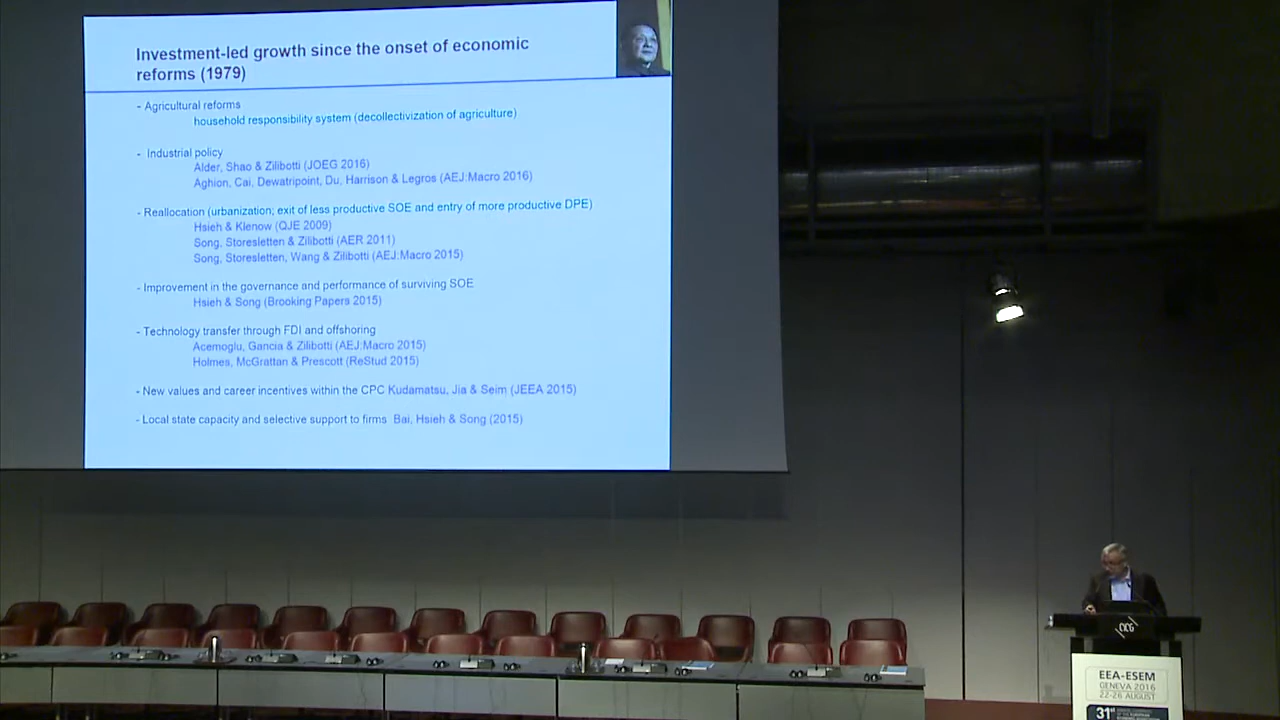 Investment-led growth since the onset of economic
reforms (1979)
- Agricultural reforms
household responsibility system (decollectivization of agriculture)
- Industrial policy
Alder, Shao & Zilibotti (JOEG 2016)
Aghion, Cai, Dewatripont, Du, Harrison & Legros (AEJ:Macro 2016)
- Reallocation (urbanization; exit of less productive SOE and entry of more productive DPE)
Hsieh & Klenow (QJE 2009)
Song, Storesletten & Zilibotti (AER 2011)
Song, Storesletten, Wang & Zilibotti (AEJ:Macro 2015)
- Improvement in the governance and performance of surviving SOE
Hsieh & Song (Brooking Papers 2015)
- Technology transfer through FDI and offshoring
Acemoglu, Gancia & Zilibotti (AEJ:Macro 2015)
Holmes, McGrattan & Prescott (ReStud 2015)
- New values and career incentives within the CPC Kudamatsu, Jia & Seim (JEEA 2015)
- Local state capacity and selective support to firms Bai, Hsieh & Song (2015)
CICG
EEA-ESEM
GENEVA 2016
22-26 AUGUST
31st